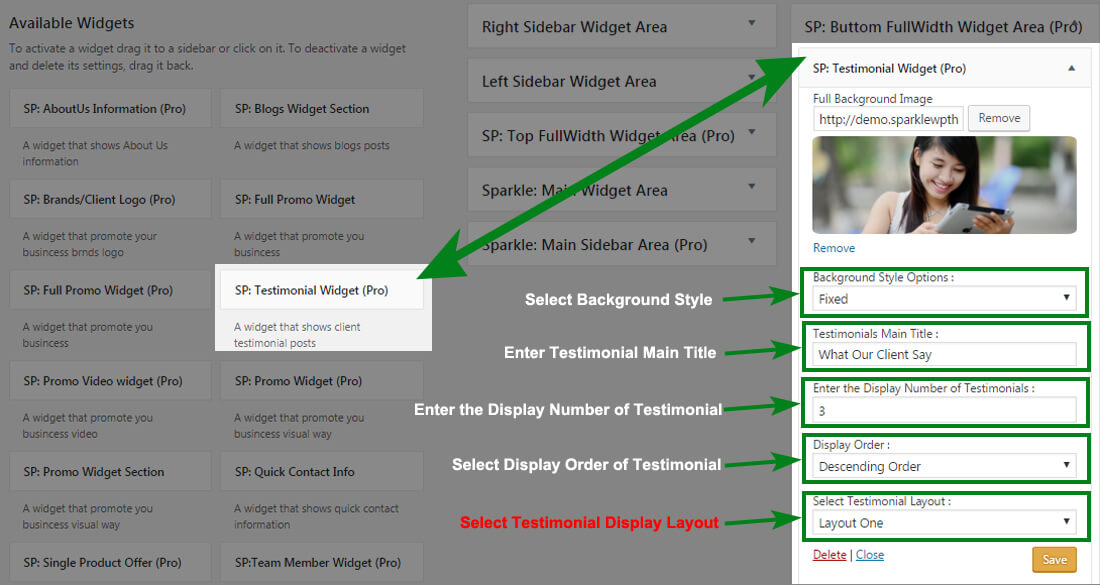 Available Widgets
To activate a widget drag it to a sidebar or click on it. To deactivate a widget
and delete its settings, drag it back.
SP: AboutUs Information (Pro)
A widget that shows About Us
information
SP: Blogs Widget Section
A widget that shows blogs posts
SP: Brands/Client Logo (Pro)
A widget that promote your
business brnds logo
SP: Full Promo Widget
A widget that promote you
business
SP: Full Promo Widget (Pro)
A widget that promote you
business
SP: Testimonial Widget (Pro)
A widget that shows client
testimonial posts
SP: Promo Video widget (Pro)
A widget that promote you
business video
SP: Promo Widget (Pro)
A widget that promote you
business visual way
SP: Promo Widget Section
A widget that promote you
business visual way
SP: Quick Contact Info
A widget that shows quick contact
information
SP: Single Product Offer (Pro)
SP:Team Member Widget (Pro)
Right Sidebar Widget Area
Left Sidebar Widget Area
SP: Top FullWidth Widget Area (Pro)
Sparkle: Main Widget Area
Sparkle: Main Sidebar Area (Pro)
Select Background Style
Enter Testimonial Main Title
Enter the Display Number of Testimonial
Select Display Order of Testimonial
Select Testimonial Display Layout
SP: Buttom FullWidth Widget Area (Pro)
SP: Testimonial Widget (Pro)
Full Background Image
http://demo.sparklewpth
Remove
Remove
Background Style Options :
Fixed
Testimonials Main Title :
What Our Client Say
Enter the Display Number of Testimonials :
3
Display Order :
Descending Order
Select Testimonial Layout :
Layout One
Delete | Close
Save